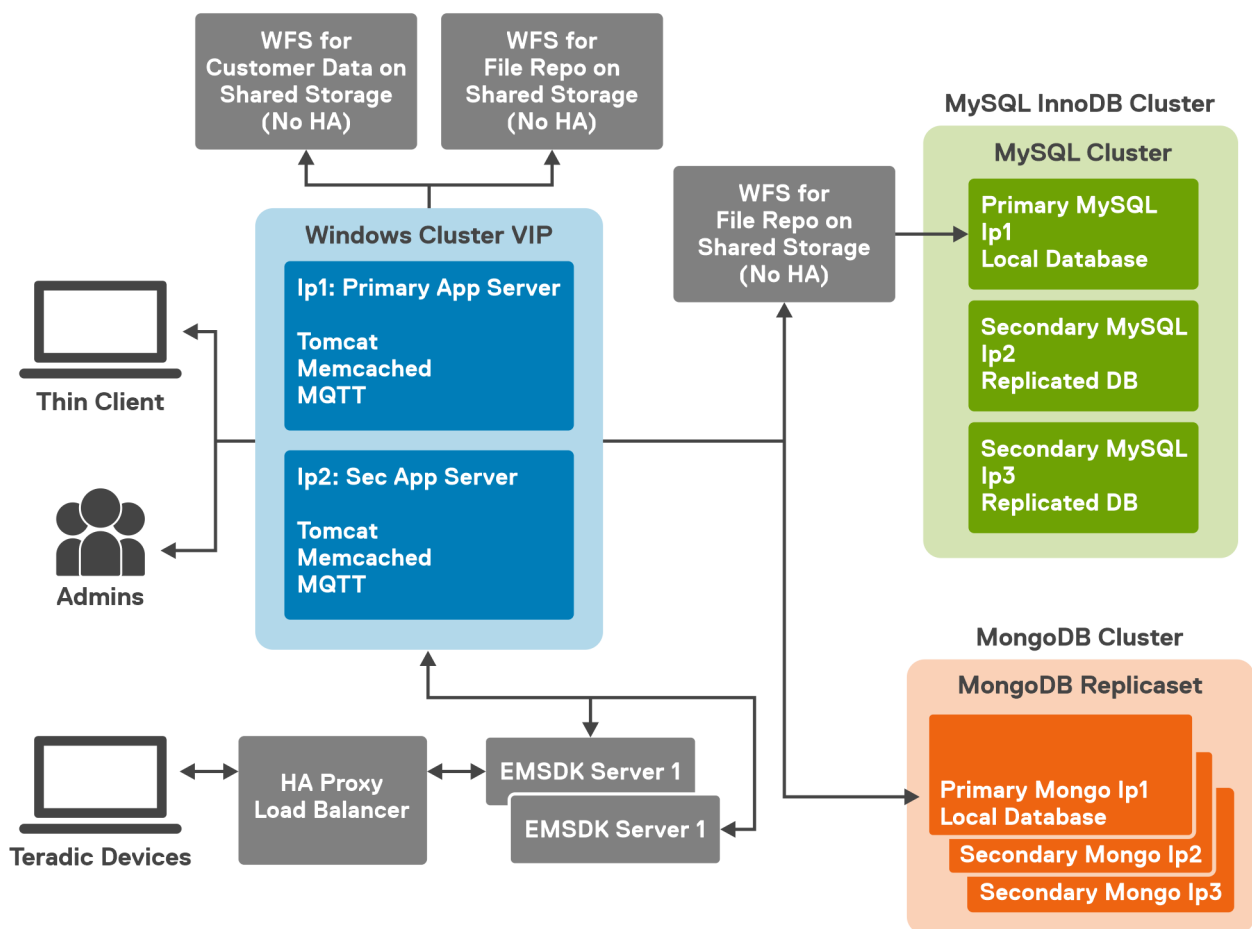 WFS for
Customer Data on
Shared Storage
(No HA)
WFS for
File Repo on
Shared Storage
(No HA)
MySQL InnoDB Cluster
MySQL Cluster
WFS for
File Repo on
Shared Storage
(No HA)
Primary MySQL
Ip1
Local Database
Secondary MySQL
Ip2
Replicated DB
Secondary MySQL
Ip3
Replicated DB
Windows Cluster VIP
Ip1: Primary App Server
Tomcat
Memcached
MQTT
Ip2: Sec App Server
Tomcat
Memcached
MQTT
Thin Client
Admins
MongoDB Cluster
MongoDB Replicaset
Primary Mongo Ip1
Local Database
Secondary Mongo Ip2
Secondary Mongo Ip3
Teradic Devices
HA Proxy
Load Balancer
EMSDK Server 1
EMSDK Server 1